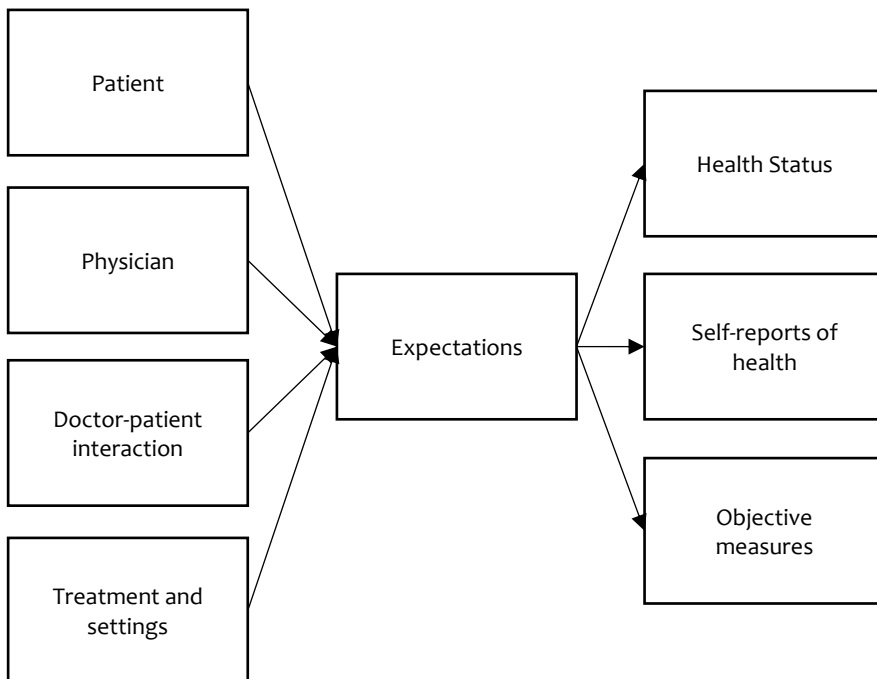 Patient
Physician
Doctor-patient
interaction
Treatment and
settings
Expectations
Health Status
Self-reports of
health
Objective
measures